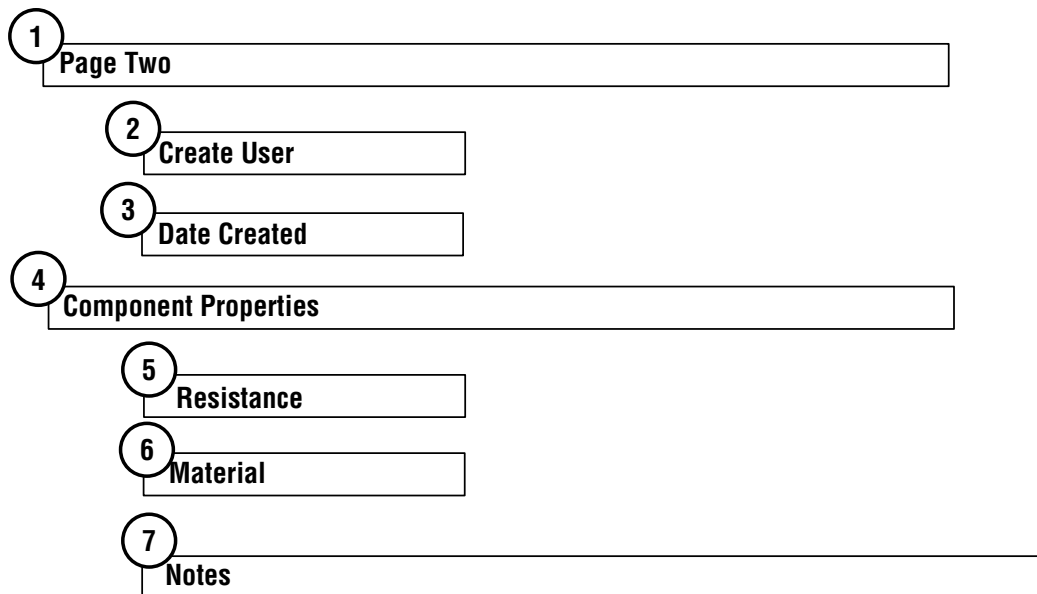 1
Page Two
2
Create User
3
Date Created
4
Component Properties
5
Resistance
6
Material
7
Notes